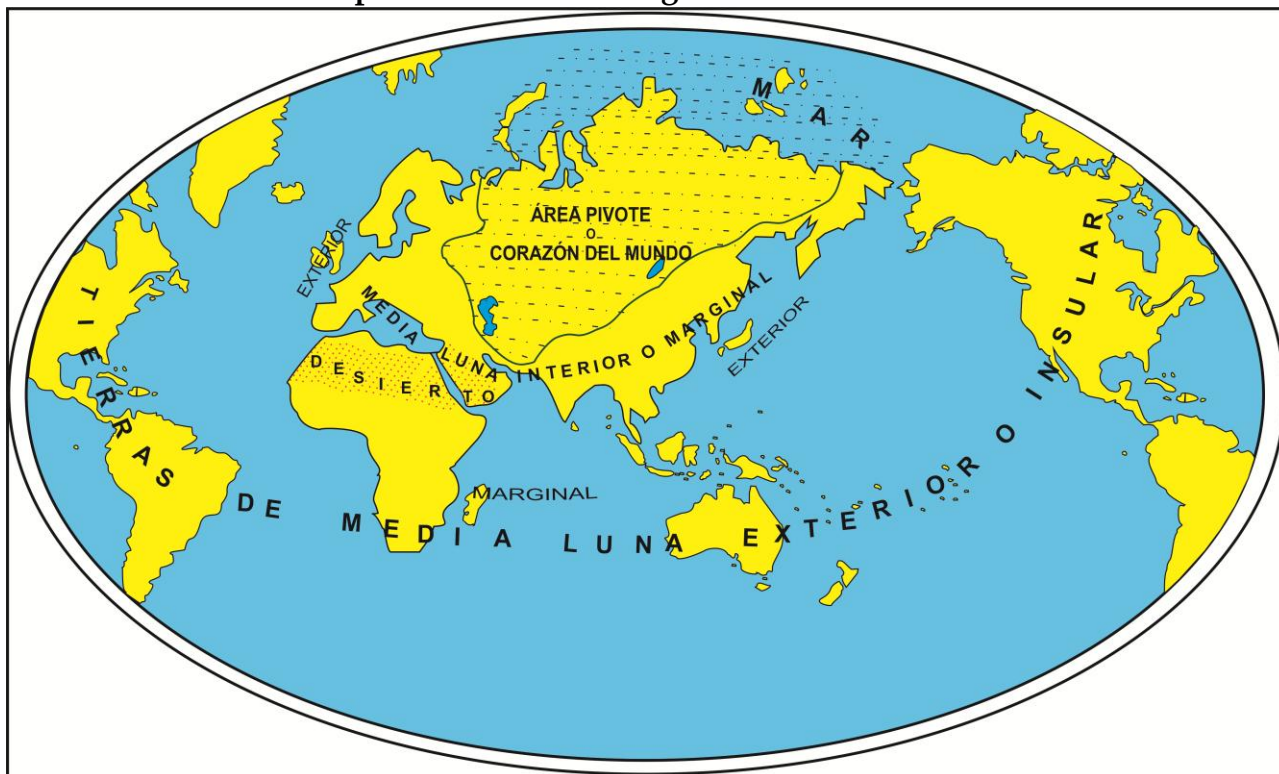 MAR
ÁREA PIVOTE
o
CORAZÓN DEL MUNDO
EXTERIOR
MEDIA LUNA INTERIOR O MARGINAL
EXTERIOR
DESIERTO
MARGINAL
TIERRAS DE MEDIA LUNA EXTERIOR O INSULAR